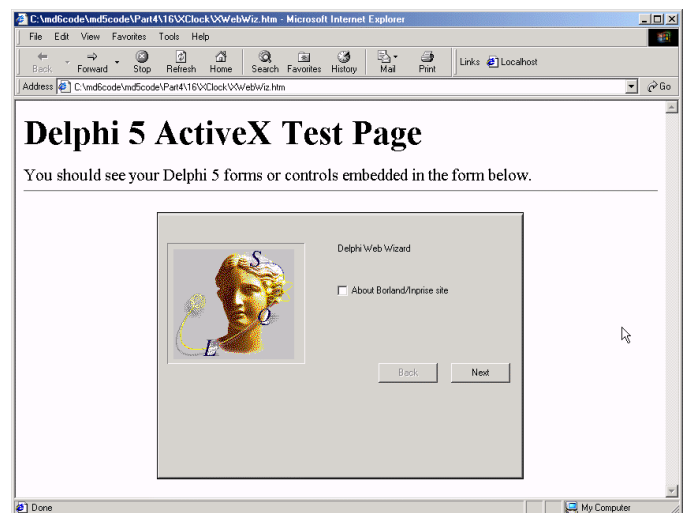 C:\md6code\md5code\Part4\16\XClock\XWebWiz.htm - Microsoft Internet Explorer
File Edit View Favorites Tools Help
Back Forward Stop Refresh Home Search Favorites History Mail Print Links Localhost
Address C:\md6code\md5code\Part4\16\XClock\XWebWiz.htm Go
Delphi 5 ActiveX Test Page
You should see your Delphi 5 forms or controls embedded in the form below.
Delphi Web Wizard
S
About Borland/Inprise site
Q
L
Back Next
Done My Computer